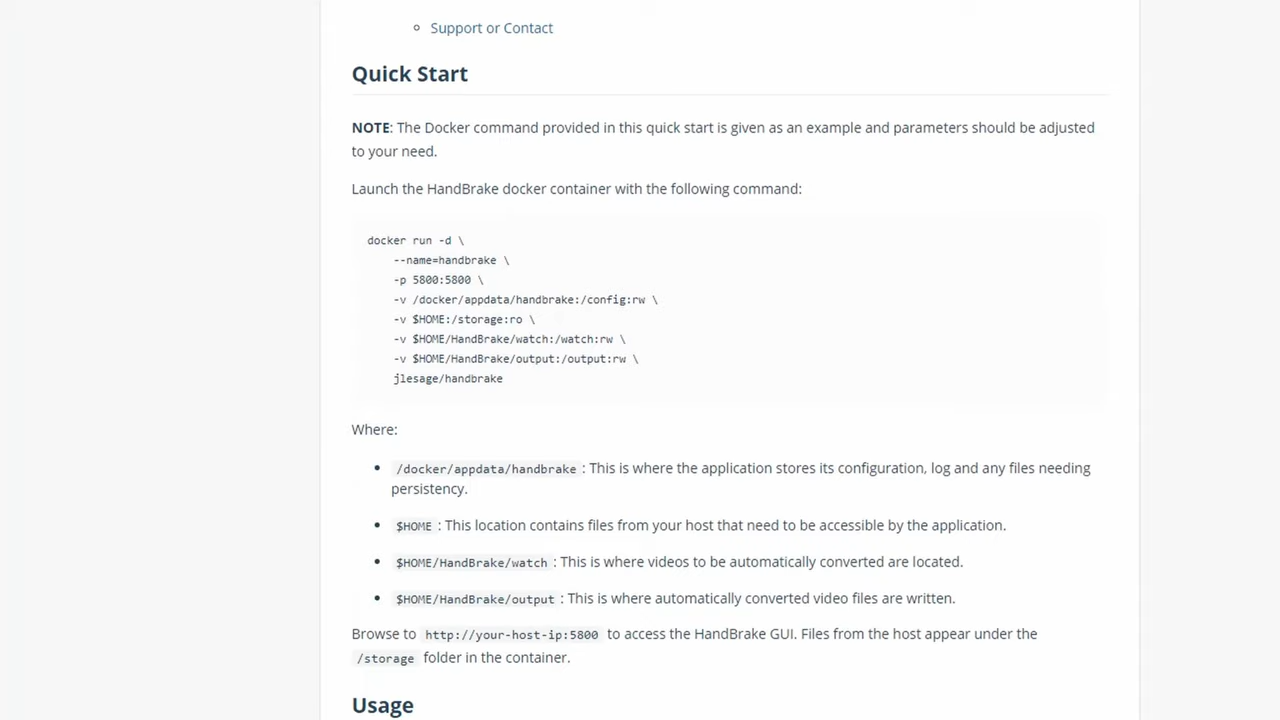 Support or Contact
Quick Start
NOTE: The Docker command provided in this quick start is given as an example and parameters should be adjusted
to your need.
Launch the HandBrake docker container with the following command:
docker run -d \
--name=handbrake \
-p 5800:5800 \
-v /docker/appdata/handbrake:/config:rw \
-v $HOME:/storage:ro \
-v $HOME/HandBrake/watch:/watch:rw \
-v $HOME/HandBrake/output:/output:rw \
jlesage/handbrake
Where:
/docker/appdata/handbrake : This is where the application stores its configuration, log and any files needing
persistency.
$HOME : This location contains files from your host that need to be accessible by the application.
$HOME/HandBrake/watch : This is where videos to be automatically converted are located.
$HOME/HandBrake/output : This is where automatically converted video files are written.
Browse to http://your-host-ip:5800 to access the HandBrake GUI. Files from the host appear under the
/storage folder in the container.
Usage